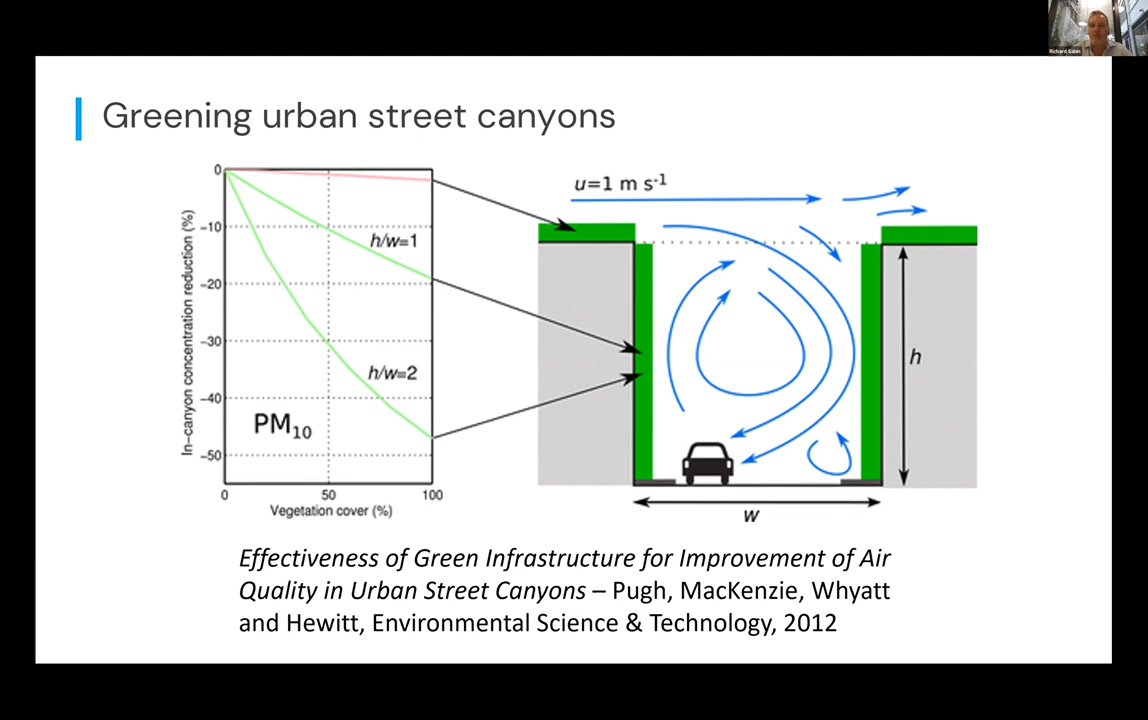 Richard Sabin
Greening urban street canyons
0
−10
−20
−30
−40
−50
In−canyon concentration reduction (%)
h/w=1
h/w=2
PM10
0
50
100
Vegetation cover (%)
u=1 m s-1
h
w
Effectiveness of Green Infrastructure for Improvement of Air
Quality in Urban Street Canyons – Pugh, MacKenzie, Whyatt
and Hewitt, Environmental Science & Technology, 2012